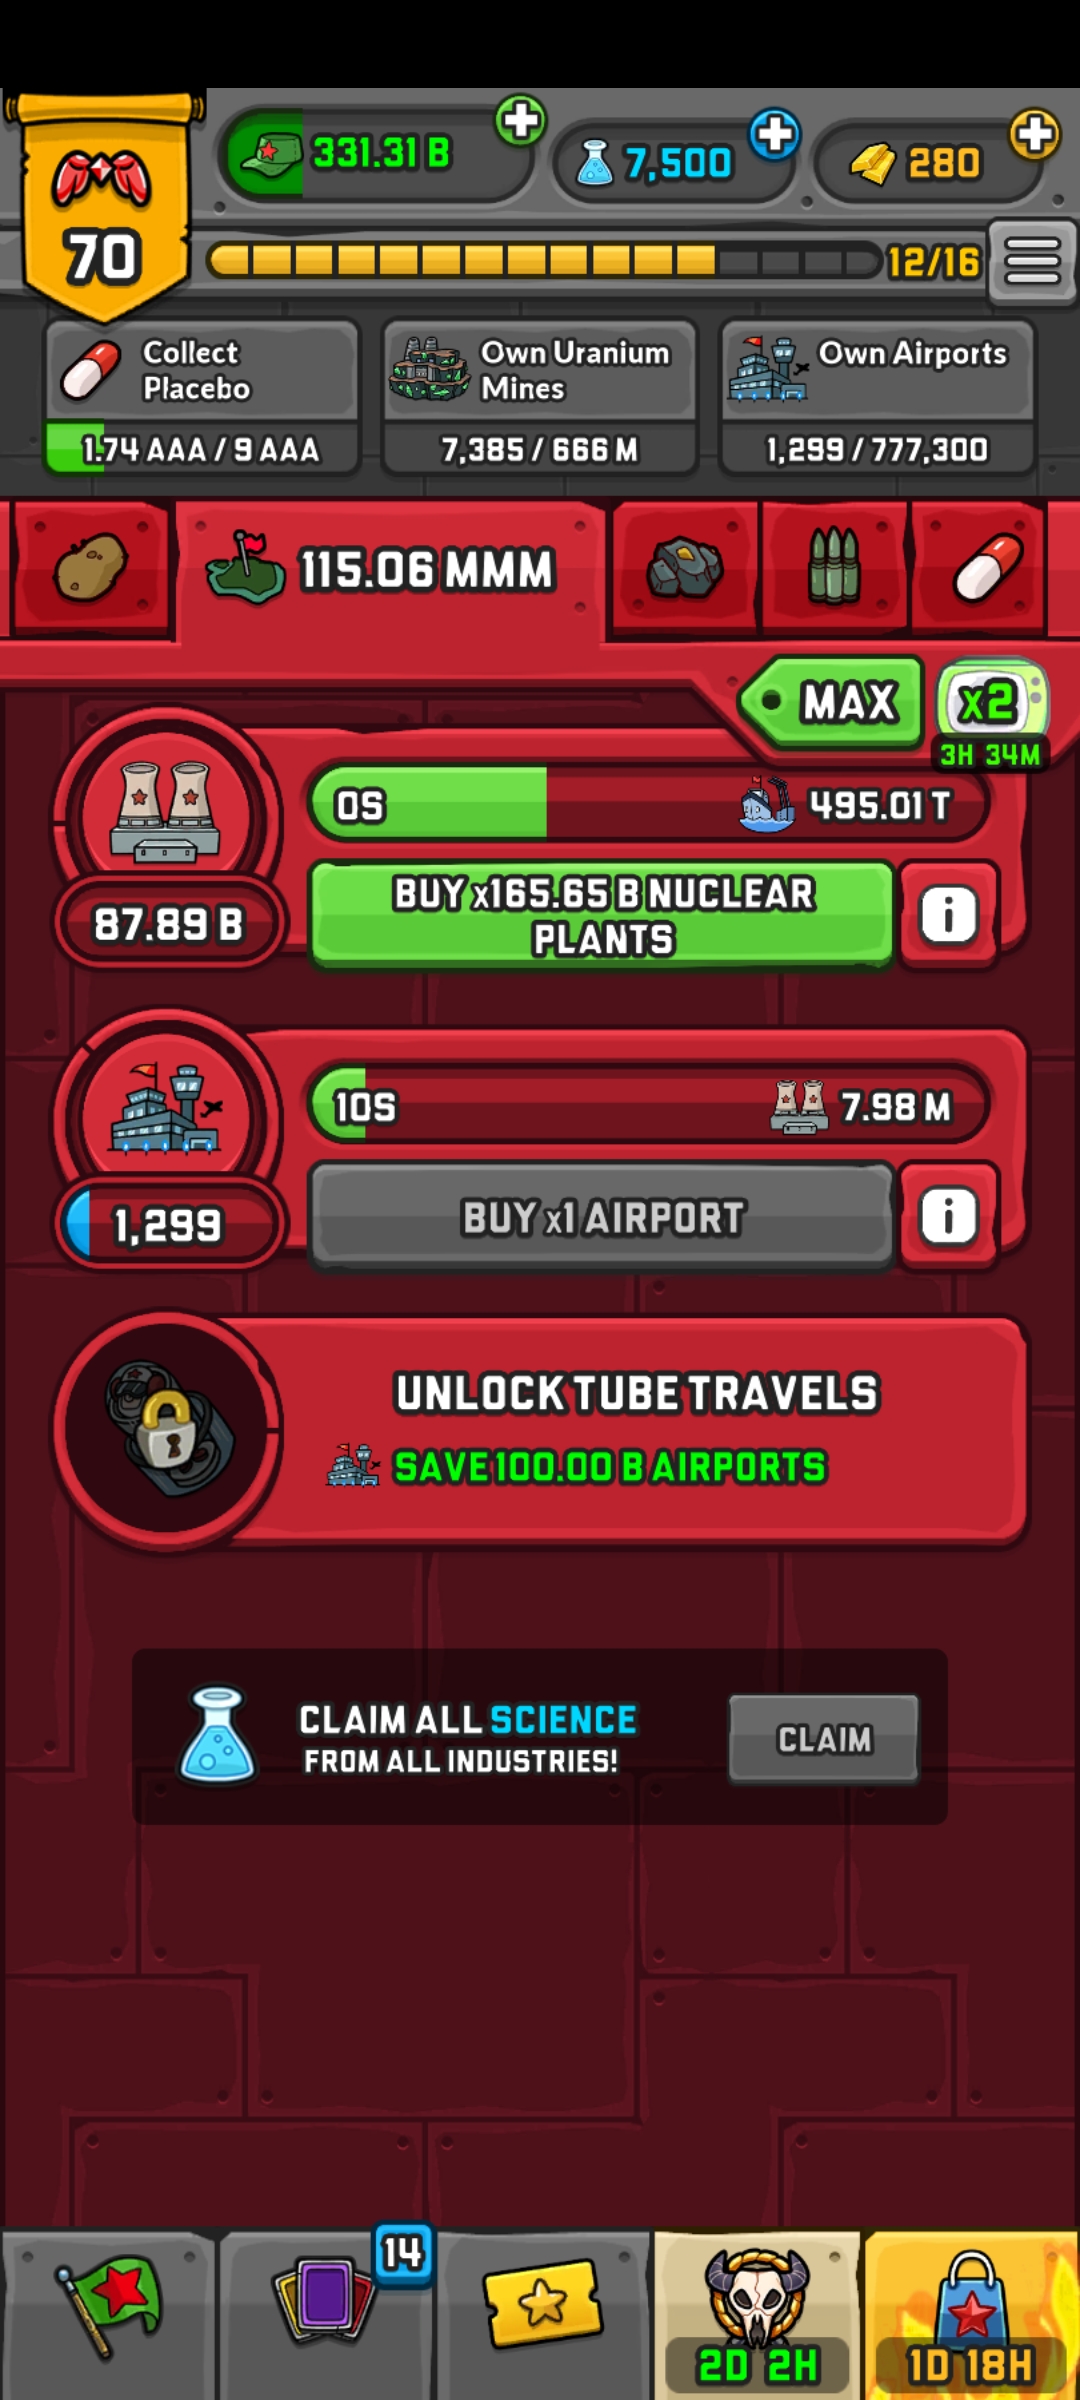 331.31 B
7,500
280
70
12/16
Collect
Placebo
1.74 AAA / 9 AAA
Own Uranium
Mines
7,385 / 666 M
Own Airports
1,299 / 777,300
115.06 MMM
MAX
x2
3H 34M
0S
495.01 T
87.89 B
BUY x165.65 B NUCLEAR
PLANTS
i
10S
7.98 M
1,299
BUY x1 AIRPORT
i
UNLOCK TUBE TRAVELS
SAVE 100.00 B AIRPORTS
CLAIM ALL SCIENCE
FROM ALL INDUSTRIES!
CLAIM
14
2D 2H
1D 18H